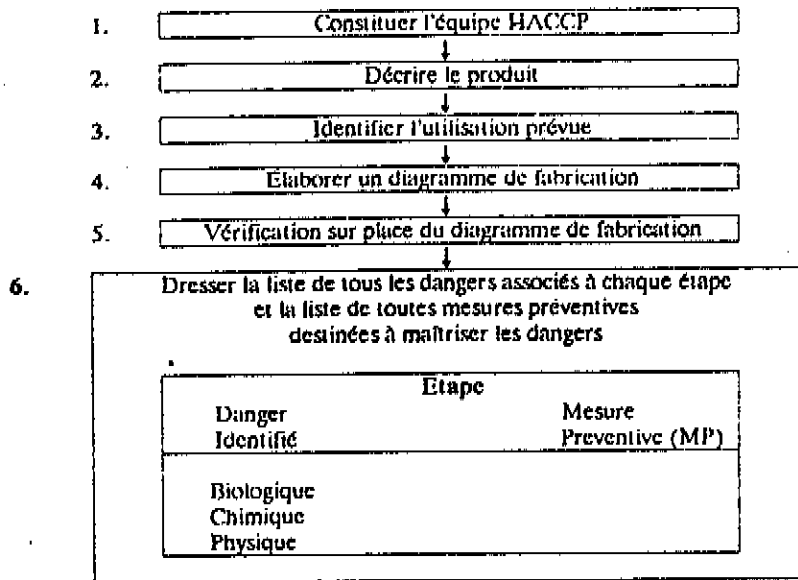 1. Constituer l'équipe HACCP
2. Décrire le produit
3. Identifier l'utilisation prévue
4. Élaborer un diagramme de fabrication
5. Vérification sur place du diagramme de fabrication
6. Dresser la liste de tous les dangers associés à chaque étape
et la liste de toutes mesures préventives
destinées à maîtriser les dangers
Etape
Danger Mesure
Identifié Preventive (MP)
Biologique
Chimique
Physique